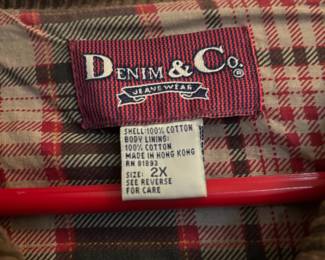 DENIM & CO.®
JEANSWEAR
SHELL:100% COTTON
BODY LINING:
100% COTTON
MADE IN HONG KONG
RN 81893
SIZE: 2X
SEE REVERSE
FOR CARE